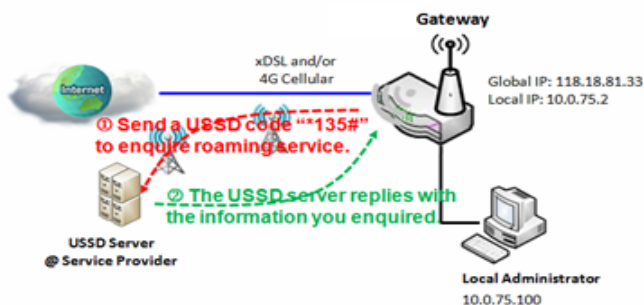 Gateway
xDSL and/or
4G Cellular
Internet
Global IP: 118.18.81.33
Local IP: 10.0.75.2
① Send a USSD code “*135#”
to enquire roaming service.
② The USSD server replies with
the information you enquired.
USSD Server
@ Service Provider
Local Administrator
10.0.75.100